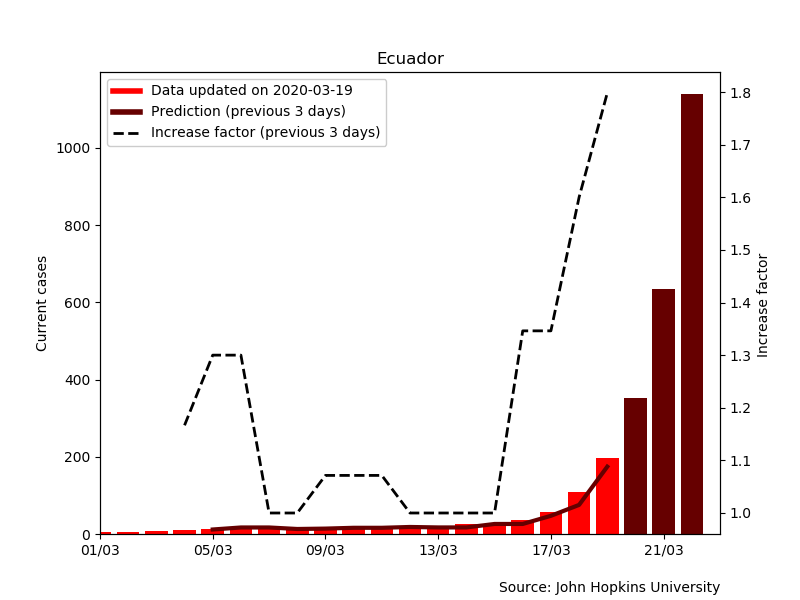 Ecuador
Data updated on 2020-03-19
Prediction (previous 3 days)
Increase factor (previous 3 days)
1000
800
600
400
200
0
Current cases
1.8
1.7
1.6
1.5
1.4
1.3
1.2
1.1
1.0
Increase factor
01/03 05/03 09/03 13/03 17/03 21/03
Source: John Hopkins University